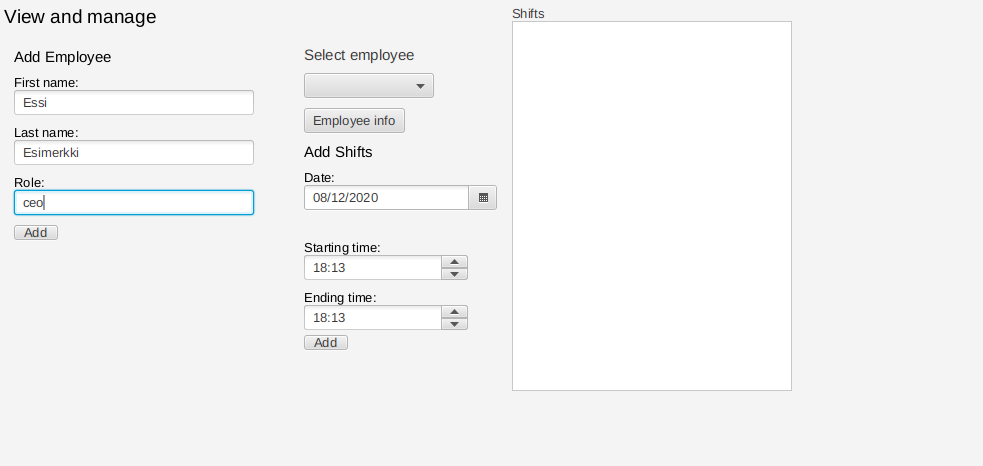 View and manage
Add Employee
First name:
Essi
Last name:
Esimerkki
Role:
ceo
Add
Select employee
Employee info
Add Shifts
Date:
08/12/2020
Starting time:
18:13
Ending time:
18:13
Add
Shifts